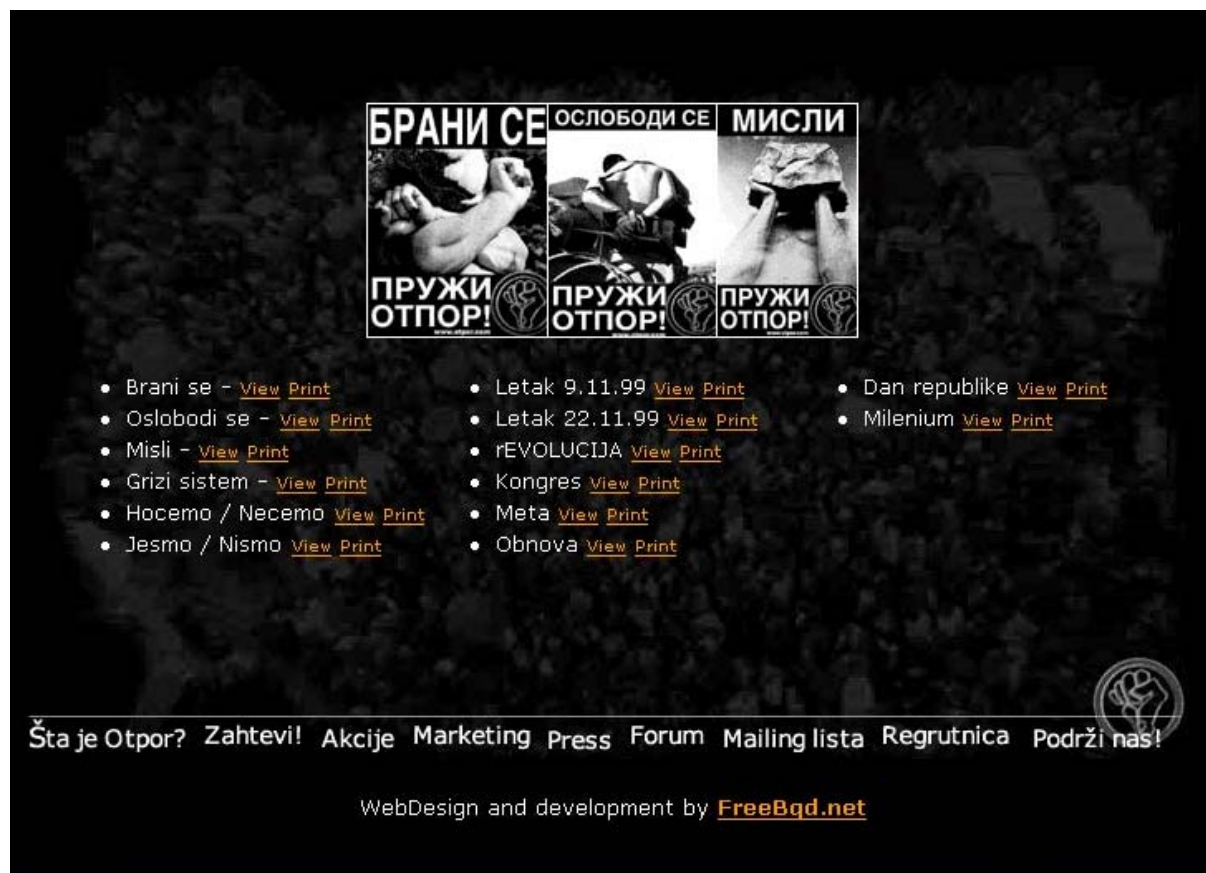 БРАНИ СЕ
ПРУЖИ
ОТПОР!
www.otpor.com
ОСЛОБОДИ СЕ
ПРУЖИ
ОТПОР!
МИСЛИ
ПРУЖИ
ОТПОР!
Brani se - View Print
Oslobodi se - View Print
Misli - View Print
Grizi sistem - View Print
Hocemo / Necemo View Print
Jesmo / Nismo View Print
Letak 9.11.99 View Print
Letak 22.11.99 View Print
rEVOLUCIJA View Print
Kongres View Print
Meta View Print
Obnova View Print
Dan republike View Print
Milenium View Print
Šta je Otpor? Zahtevi! Akcije Marketing Press Forum Mailing lista Regrutnica Podrži nas!
WebDesign and development by FreeBgd.net